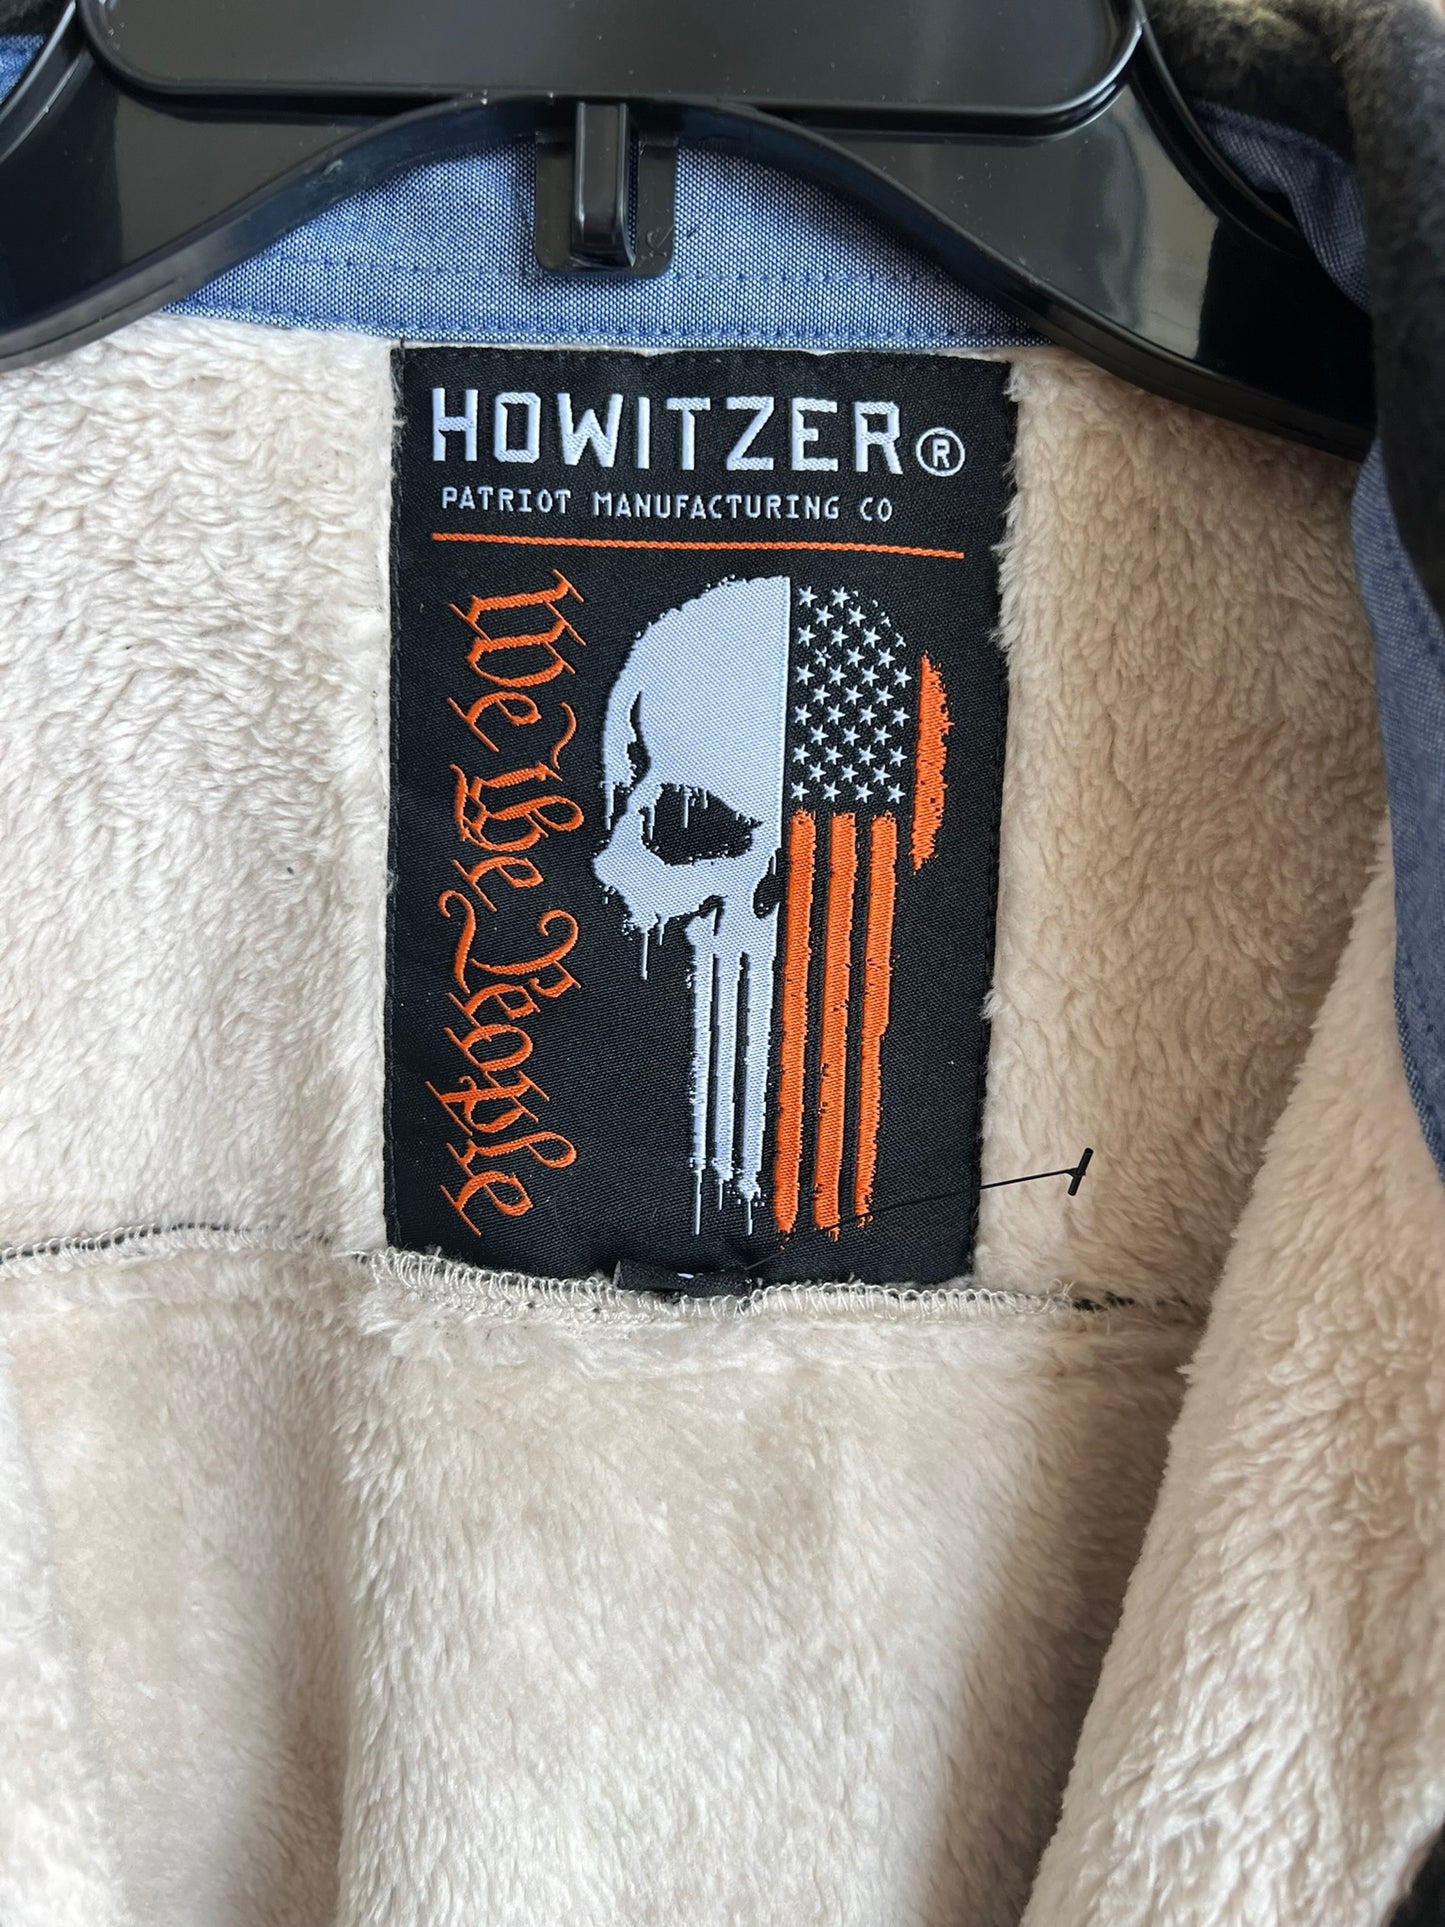 HOWITZER®
PATRIOT MANUFACTURING CO
We the People